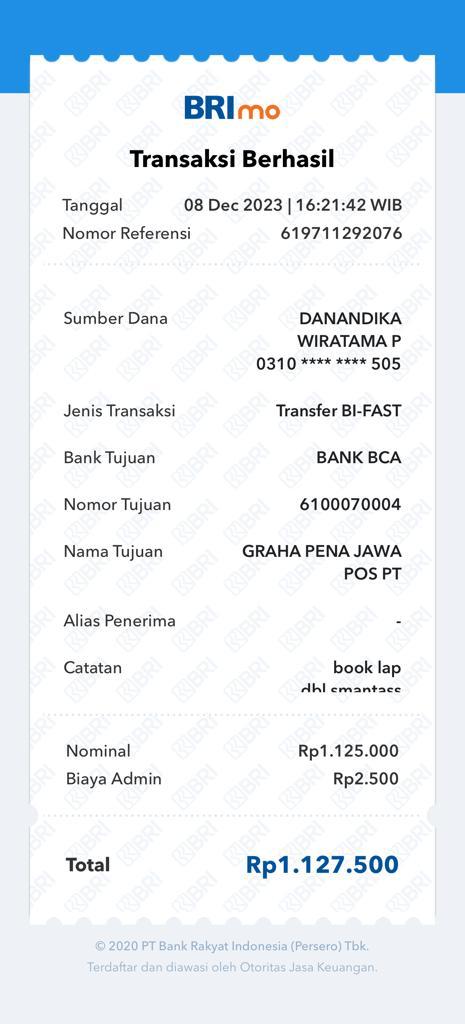 BRImo
Transaksi Berhasil
Tanggal 08 Dec 2023 | 16:21:42 WIB
Nomor Referensi 619711292076
Sumber Dana DANANDIKA
WIRATAMA P
0310 **** **** 505
Jenis Transaksi Transfer BI-FAST
Bank Tujuan BANK BCA
Nomor Tujuan 6100070004
Nama Tujuan GRAHA PENA JAWA
POS PT
Alias Penerima -
Catatan book lap
dbl smantass
Nominal Rp1.125.000
Biaya Admin Rp2.500
Total Rp1.127.500
© 2020 PT Bank Rakyat Indonesia (Persero) Tbk.
Terdaftar dan diawasi oleh Otoritas Jasa Keuangan.